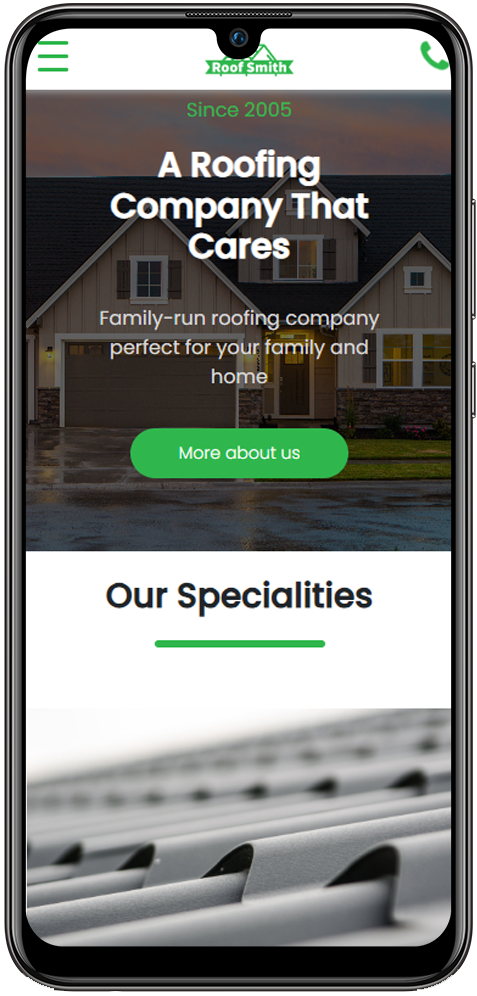 Roof Smith
Since 2005
A Roofing
Company That
Cares
Family-run roofing company
perfect for your family and
home
More about us
Our Specialities